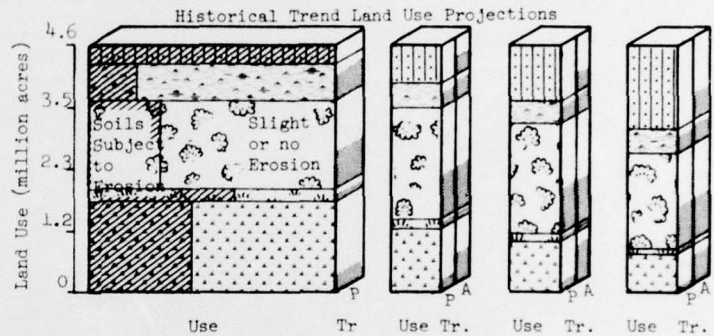 Historical Trend Land Use Projections
4.6
3.5
2.3
1.2
0
Land Use (million acres)
Soils
Subject
to
Erosion
Slight
or no
Erosion
P
P A
P A
P A
Use Tr
Use Tr.
Use Tr.
Use Tr.